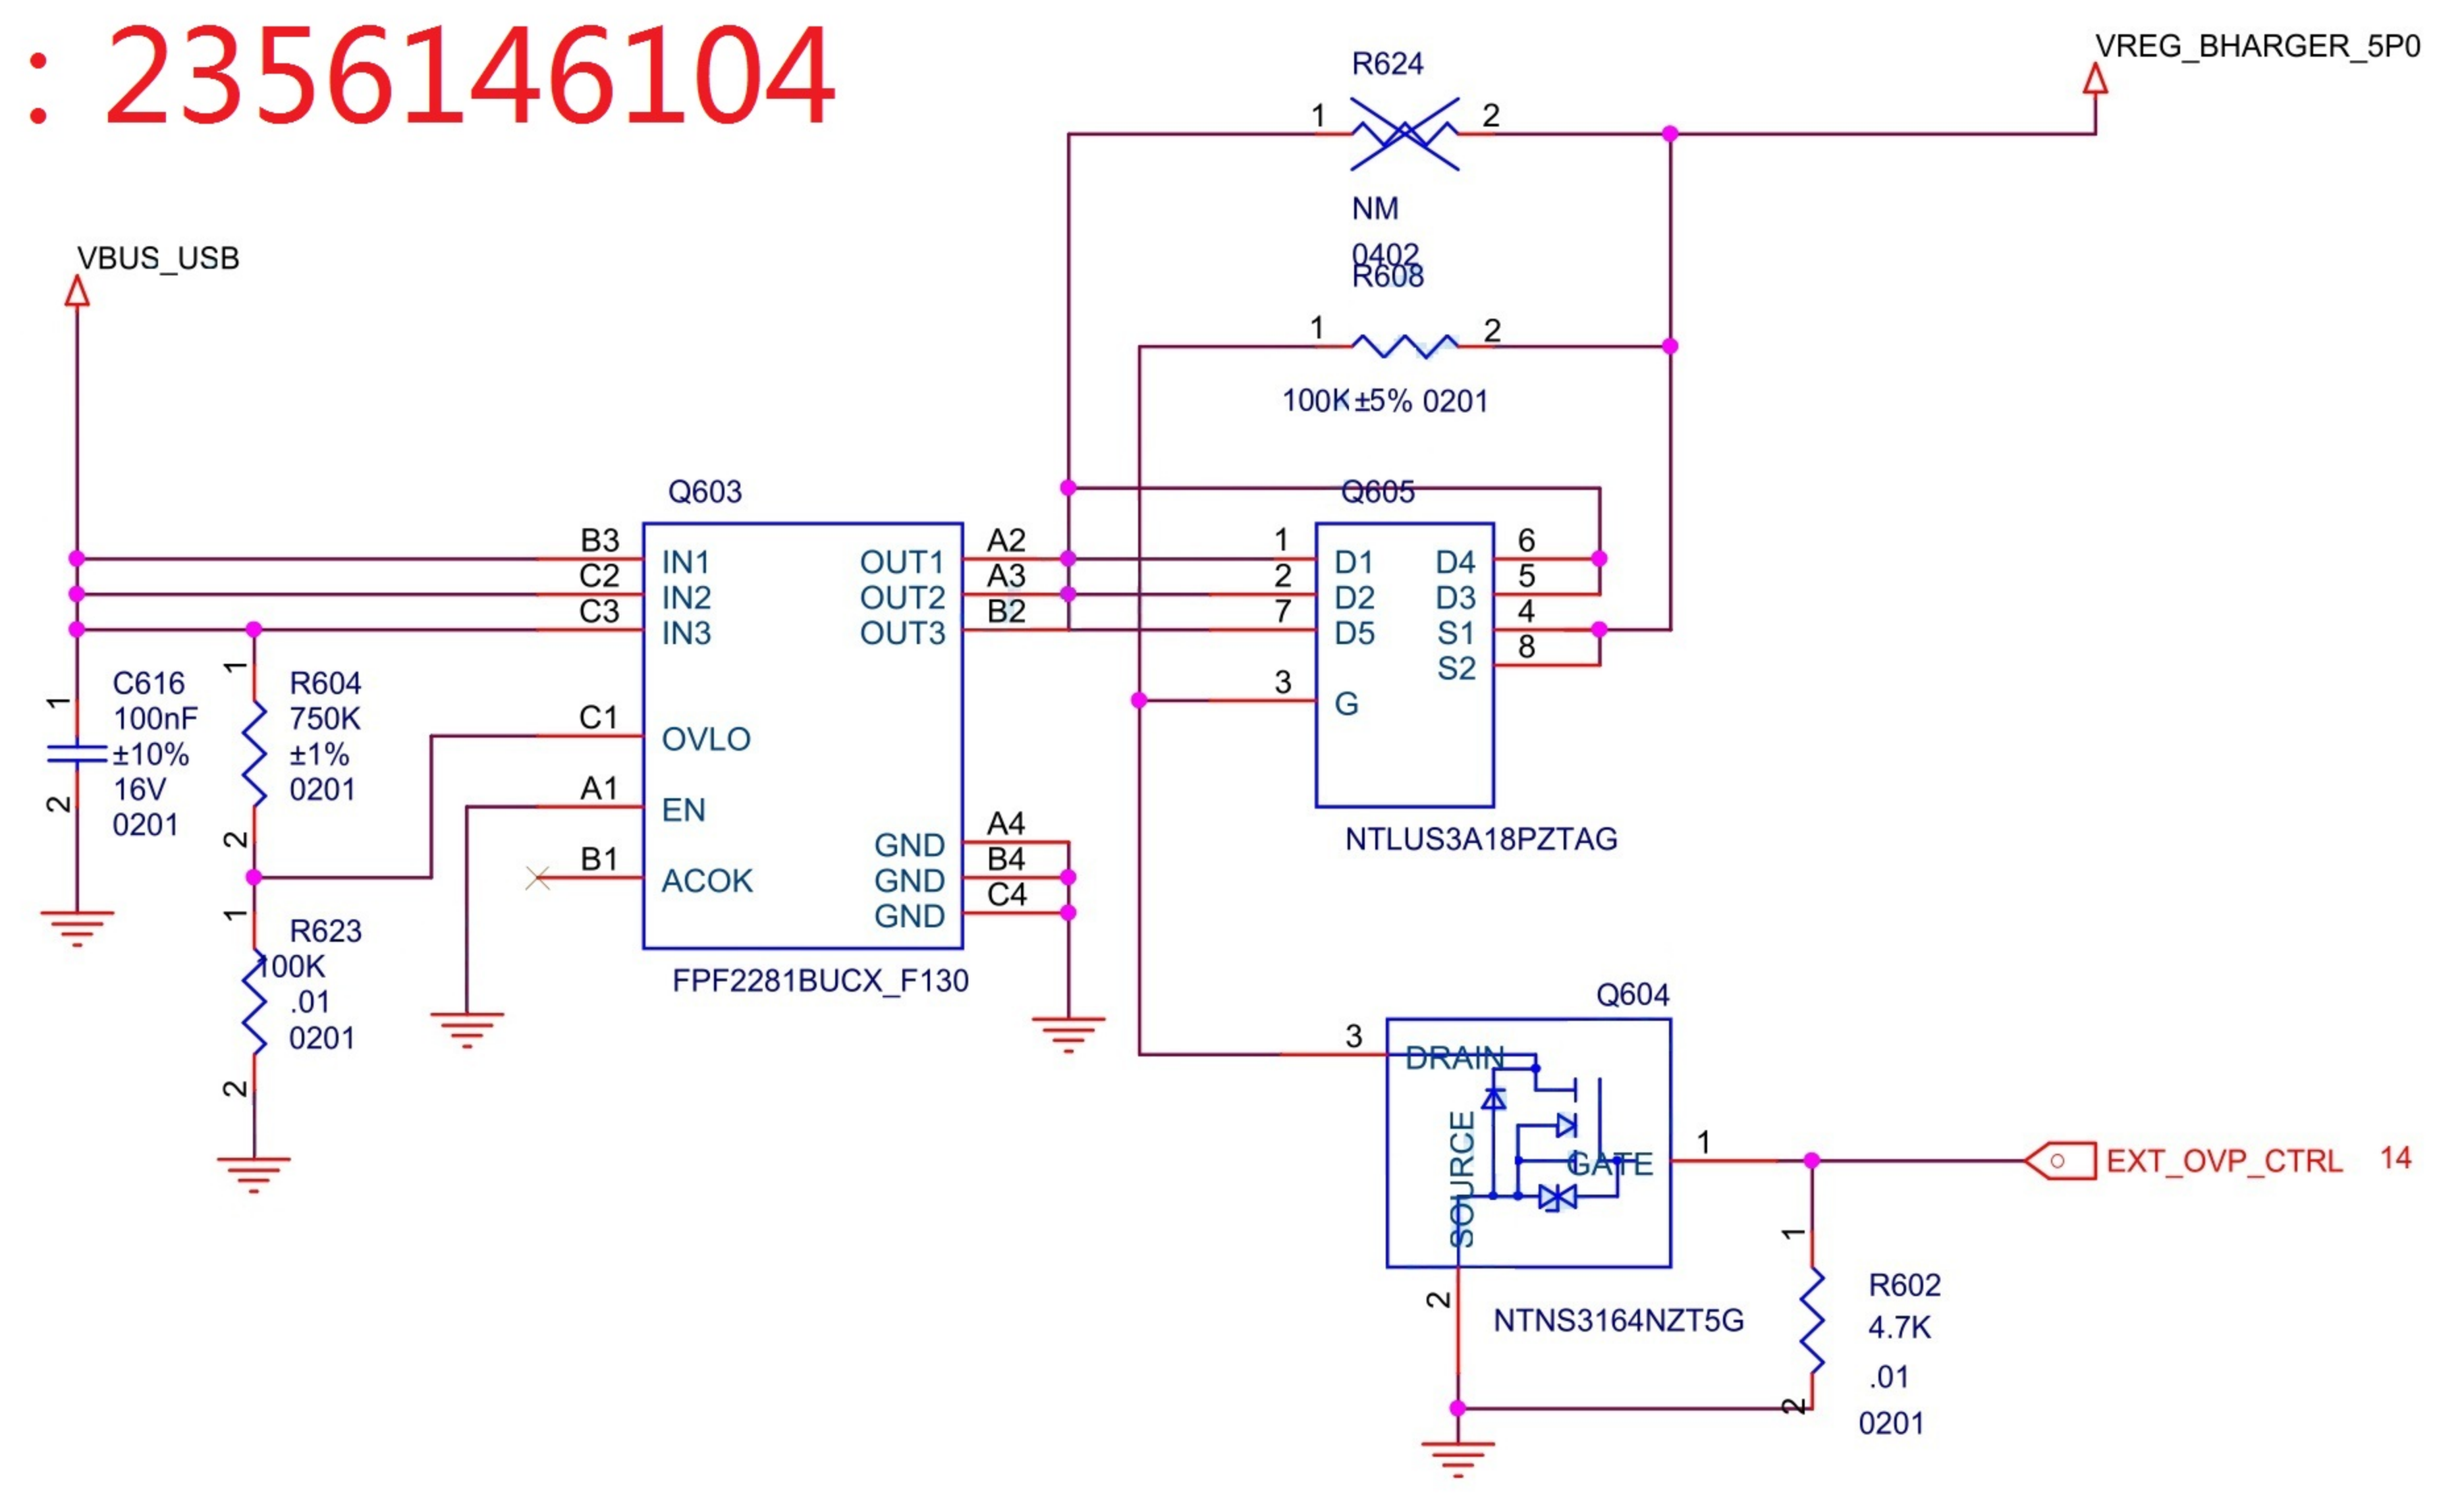 : 2356146104
VREG_BHARGER_5P0
R624
1
2
NM
0402
R608
1
2
100K±5% 0201
VBUS_USB
Q603
B3
C2
C3
C1
A1
B1
IN1
IN2
IN3
OVLO
EN
ACOK
OUT1
OUT2
OUT3
GND
GND
GND
A2
A3
B2
A4
B4
C4
FPF2281BUCX_F130
Q605
1
2
7
3
D1
D2
D5
G
D4
D3
S1
S2
6
5
4
8
NTLUS3A18PZTAG
1
2
C616
100nF
±10%
16V
0201
1
2
R604
750K
±1%
0201
1
2
R623
100K
.01
0201
Q604
3
DRAIN
SOURCE
GATE
1
2
NTNS3164NZT5G
EXT_OVP_CTRL 14
1
2
R602
4.7K
.01
0201